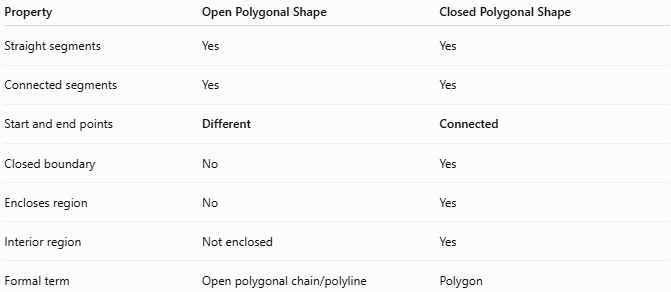 Property Open Polygonal Shape Closed Polygonal Shape
Straight segments Yes Yes
Connected segments Yes Yes
Start and end points Different Connected
Closed boundary No Yes
Encloses region No Yes
Interior region Not enclosed Yes
Formal term Open polygonal chain/polyline Polygon